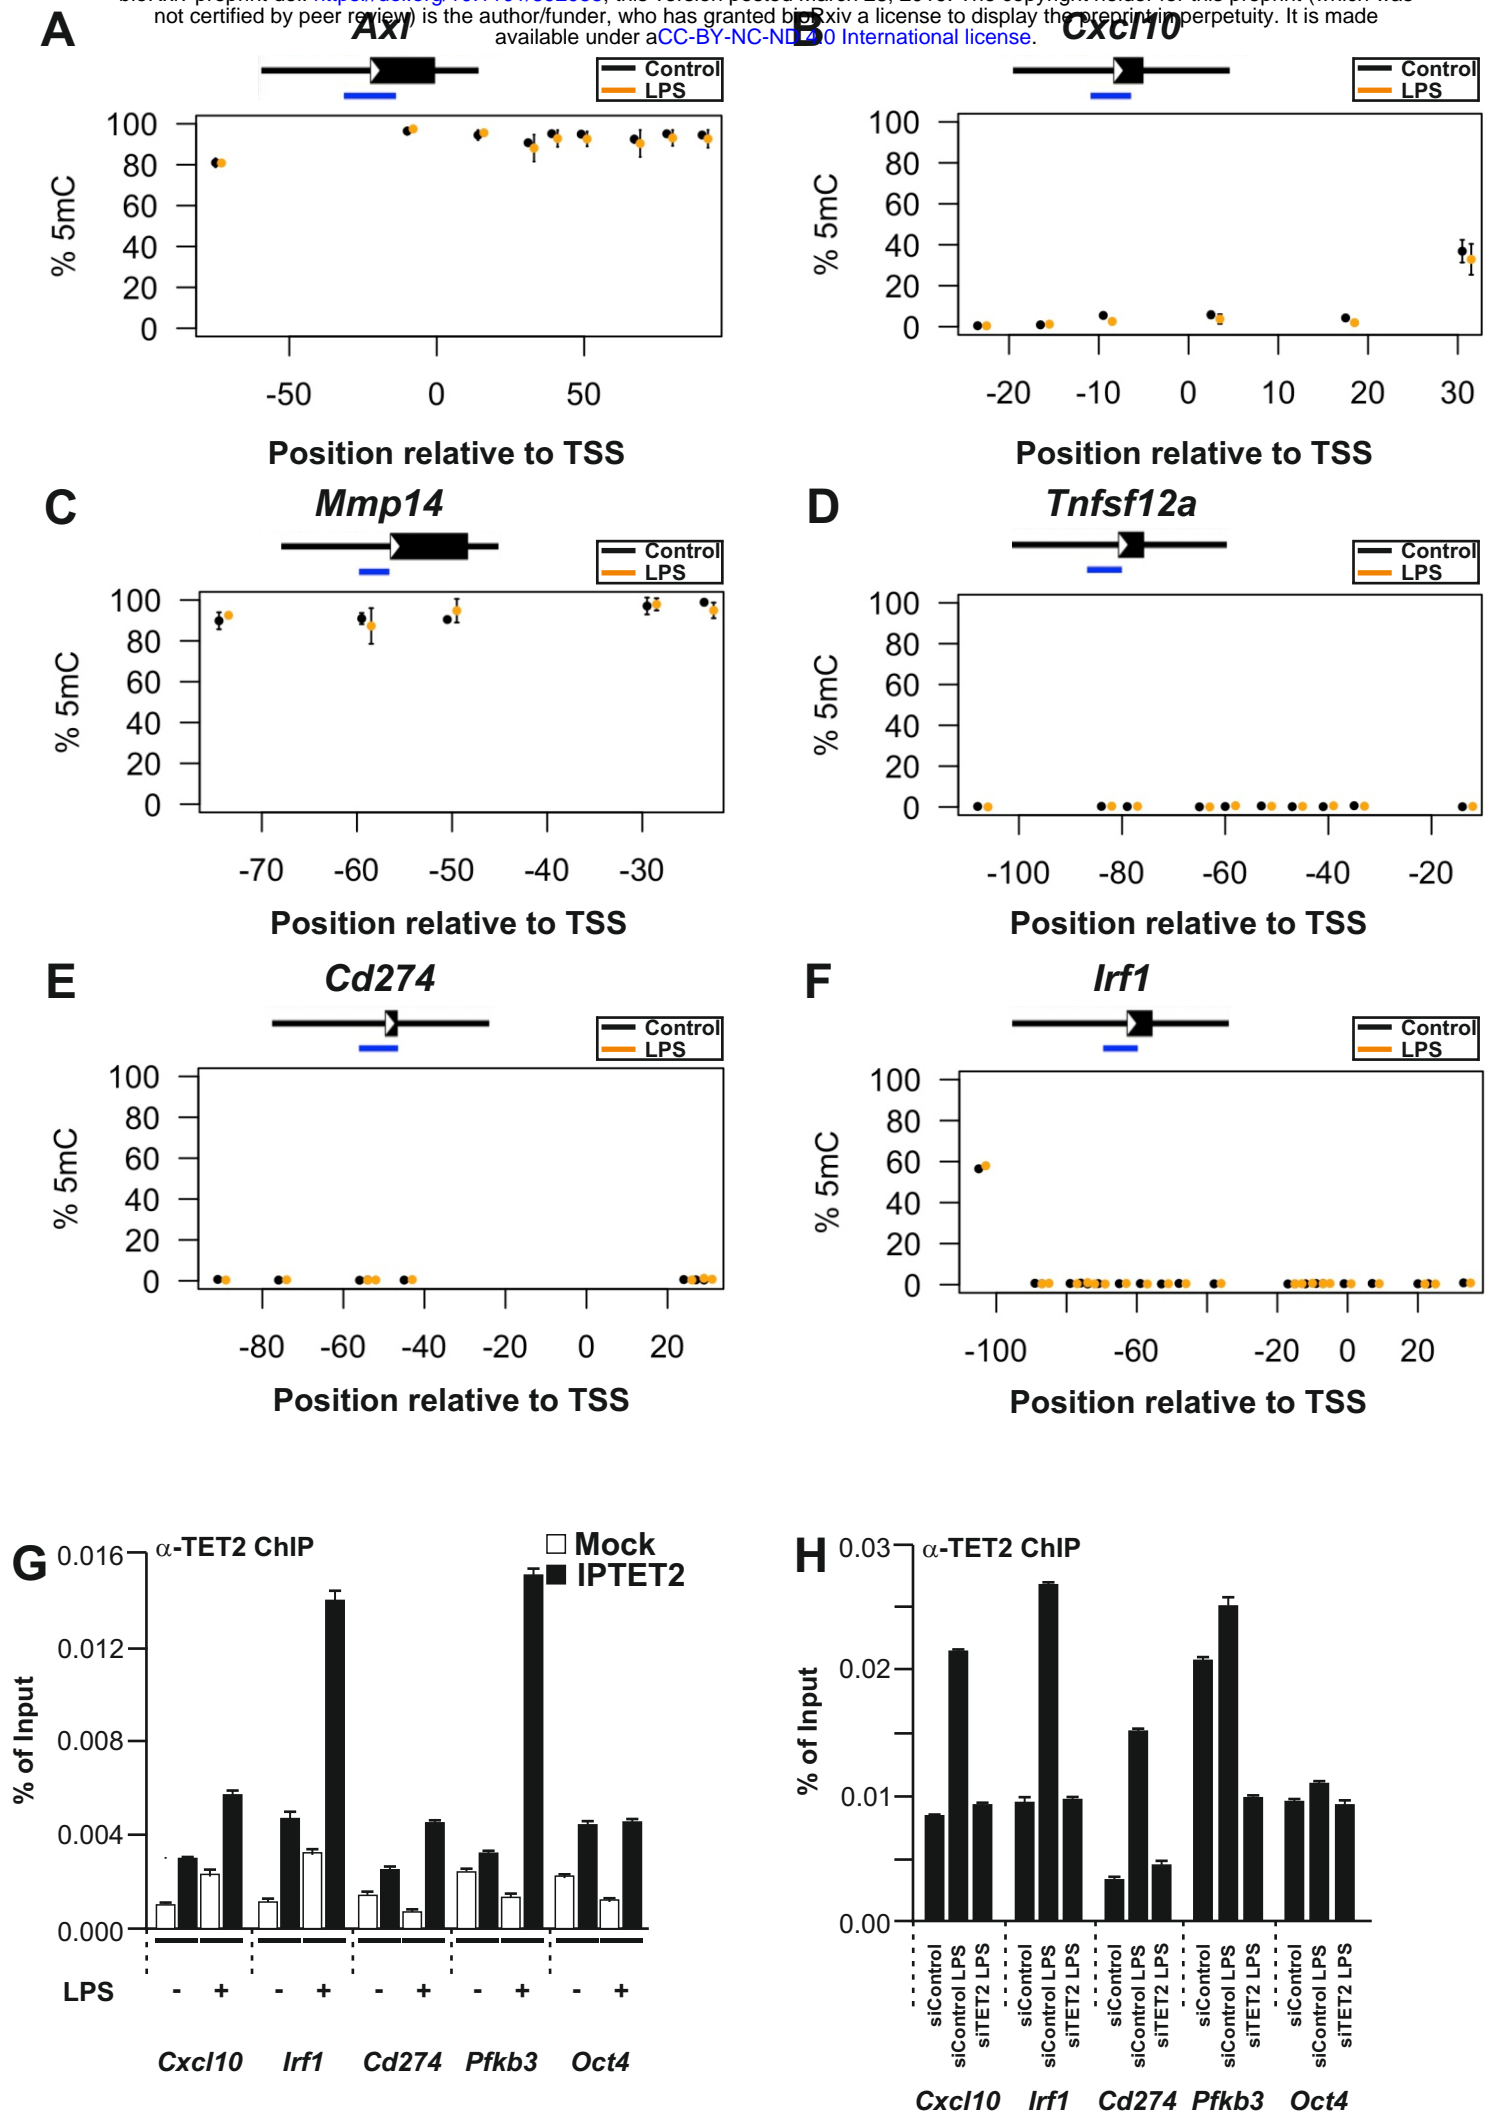 not certified by peer review) is the author/funder, who has granted bioRxiv a license to display the preprint in perpetuity. It is made
available under aCC-BY-NC-ND 4.0 International license.
A
Axl
Control
LPS
100
80
60
40
20
0
% 5mC
-50 0 50
Position relative to TSS
B
Cxcl10
Control
LPS
100
80
60
40
20
0
% 5mC
-20 -10 0 10 20 30
Position relative to TSS
C
Mmp14
Control
LPS
100
80
60
40
20
0
% 5mC
-70 -60 -50 -40 -30
Position relative to TSS
D
Tnfsf12a
Control
LPS
100
80
60
40
20
0
% 5mC
-100 -80 -60 -40 -20
Position relative to TSS
E
Cd274
Control
LPS
100
80
60
40
20
0
% 5mC
-80 -60 -40 -20 0 20
Position relative to TSS
F
Irf1
Control
LPS
100
80
60
40
20
0
% 5mC
-100 -60 -20 0 20
Position relative to TSS
G
α-TET2 ChIP
Mock
IPTET2
0.016
0.012
0.008
0.004
0.000
% of Input
LPS - + - + - + - + - +
Cxcl10 Irf1 Cd274 Pfkb3 Oct4
H
α-TET2 ChIP
0.03
0.02
0.01
0.00
% of Input
siControl
siControl LPS
siTET2 LPS
siControl
siControl LPS
siTET2 LPS
siControl
siControl LPS
siTET2 LPS
siControl
siControl LPS
siTET2 LPS
siControl
siControl LPS
siTET2 LPS
Cxcl10 Irf1 Cd274 Pfkb3 Oct4